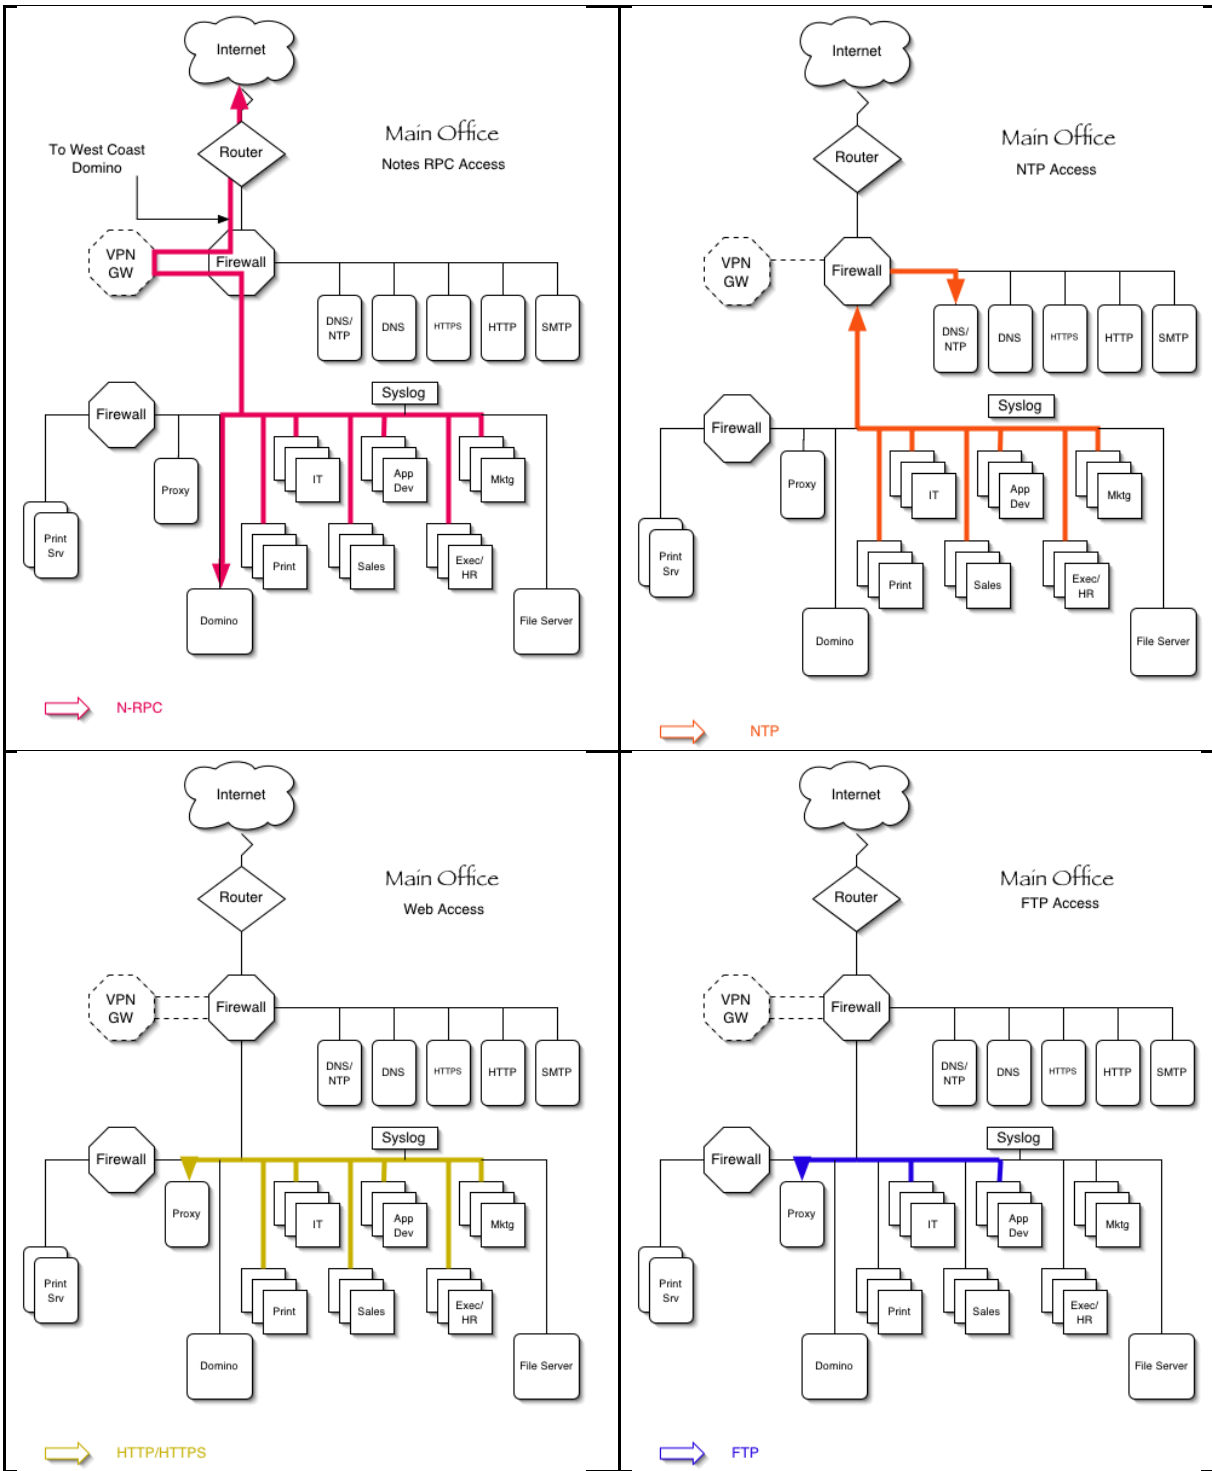 Internet
Main Office
Notes RPC Access
Router
To West Coast
Domino
VPN
GW
Firewall
DNS/
NTP
DNS
HTTPS
HTTP
SMTP
Syslog
Firewall
Proxy
IT
App
Dev
Mktg
Print
Srv
Print
Sales
Exec/
HR
Domino
File Server
N-RPC
Internet
Main Office
NTP Access
Router
VPN
GW
Firewall
DNS/
NTP
DNS
HTTPS
HTTP
SMTP
Syslog
Firewall
Proxy
IT
App
Dev
Mktg
Print
Srv
Print
Sales
Exec/
HR
Domino
File Server
NTP
Internet
Main Office
Web Access
Router
VPN
GW
Firewall
DNS/
NTP
DNS
HTTPS
HTTP
SMTP
Syslog
Firewall
Proxy
IT
App
Dev
Mktg
Print
Srv
Print
Sales
Exec/
HR
Domino
File Server
HTTP/HTTPS
Internet
Main Office
FTP Access
Router
VPN
GW
Firewall
DNS/
NTP
DNS
HTTPS
HTTP
SMTP
Syslog
Firewall
Proxy
IT
App
Dev
Mktg
Print
Srv
Print
Sales
Exec/
HR
Domino
File Server
FTP